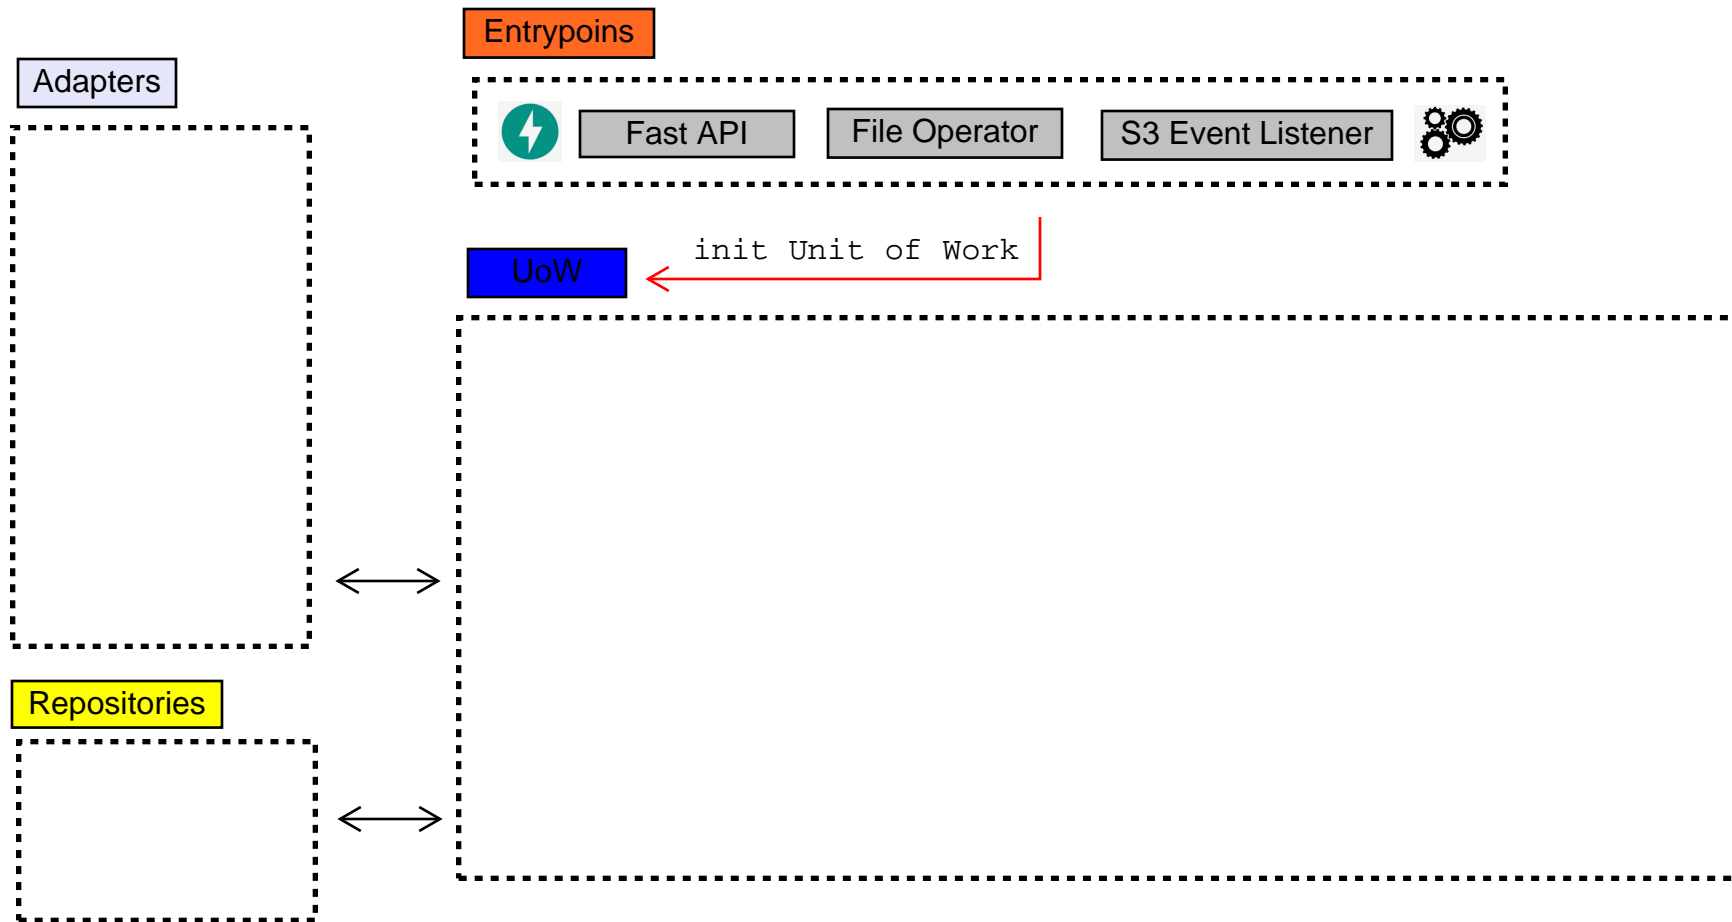 Entrypoins
Adapters
Fast API
File Operator
S3 Event Listener
init Unit of Work
UoW
Repositories